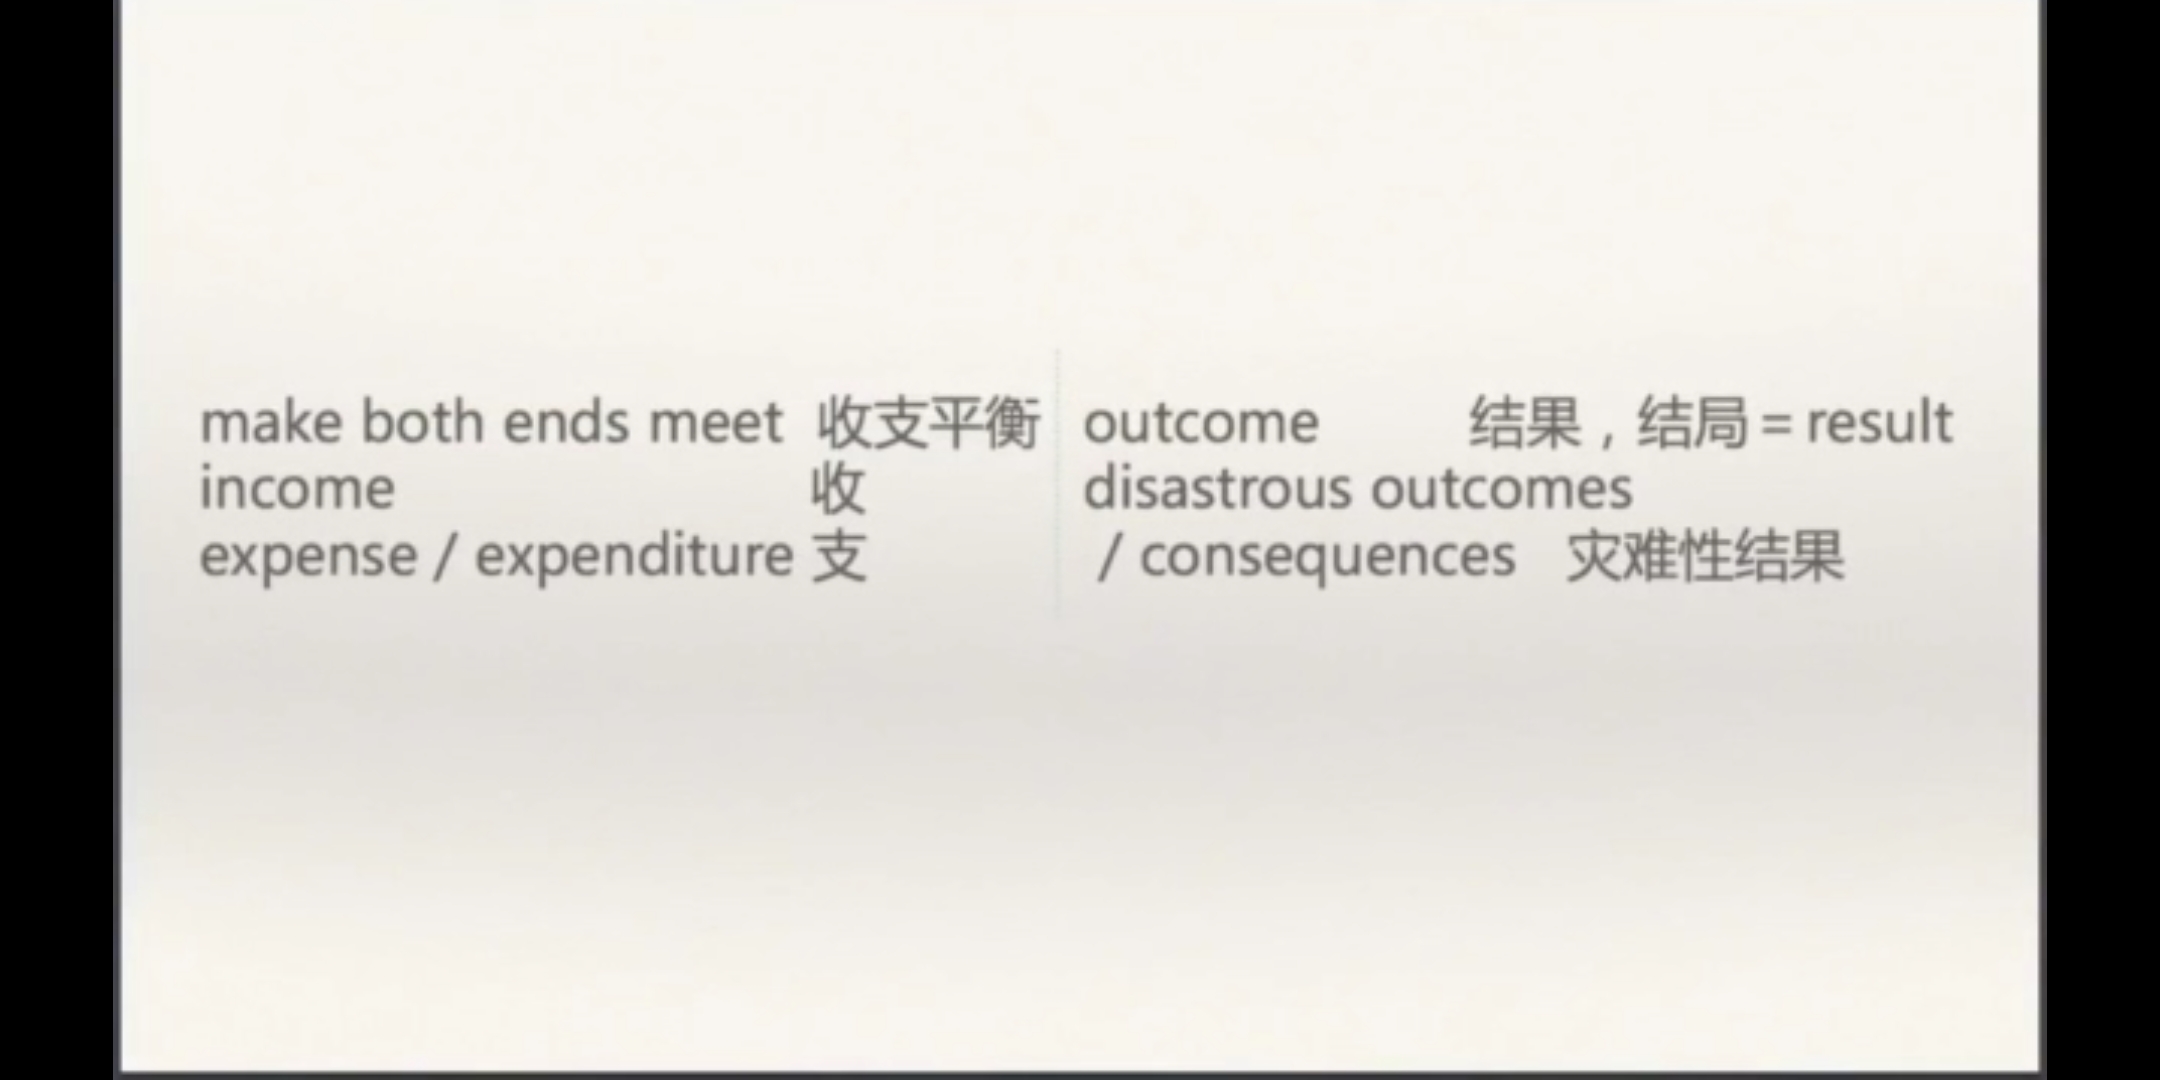 make both ends meet 收支平衡
income 收
expense / expenditure 支
outcome 结果，结局 = result
disastrous outcomes
/ consequences 灾难性结果